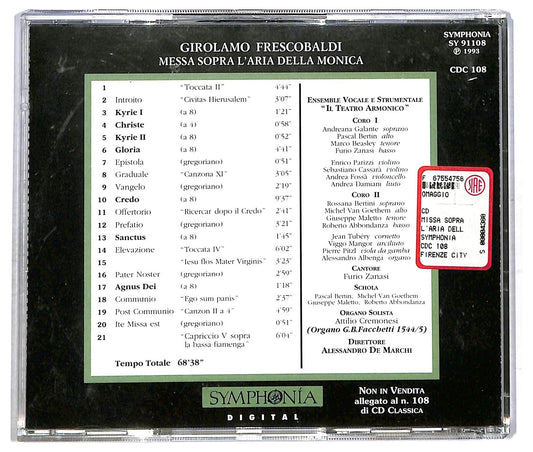 GIROLAMO FRESCOBALDI
MESSA SOPRA L'ARIA DELLA MONICA
SYMPHONIA
SY 91108
℗ 1993
CDC 108
1 "Toccata II" 4'44"
2 Introito "Civitas Hierusalem" 3'07"
3 Kyrie I (a 8) 1'21"
4 Christe (a 4) 0'58"
5 Kyrie II (a 8) 0'52"
6 Gloria (a 8) 4'41"
7 Epistola (gregoriano) 0'51"
8 Graduale "Canzona XI" 3'05"
9 Vangelo (gregoriano) 2'19"
10 Credo (a 8) 9'37"
11 Offertorio "Ricercar dopo il Credo" 2'41"
12 Prefatio (gregoriano) 2'27"
13 Sanctus (a 8) 1'45"
14 Elevazione "Toccata IV" 6'02"
15 "Iesu flos Mater Virginis" 3'23"
16 Pater Noster (gregoriano) 2'59"
17 Agnus Dei (a 8) 1'18"
18 Communio "Ego sum panis" 2'37"
19 Post Communio "Canzon II a 4" 4'59"
20 Ite Missa est (gregoriano) 0'51"
21 "Capriccio V sopra la bassa fiamenga" 6'04"
Tempo Totale 68'38"
ENSEMBLE VOCALE E STRUMENTALE
"IL TEATRO ARMONICO"
CORO I
Andreana Galante soprano
Pascal Bertin alto
Marco Beasley tenore
Furio Zanasi basso
Enrico Parizzi violino
Sebastiano Cassarà violino
Andrea Fossà violoncello
Andrea Damiani liuto
CORO II
Rossana Bertini soprano
Michel Van Goethem alto
Giuseppe Maletto tenore
Roberto Abbondanza basso
Jean Tubéry cornetto
Viggo Mangor arciliuto
Pierre Pitzl viola da gamba
Alessandro Albenga organo
CANTORE
Furio Zanasi
SCHOLA
Pascal Bertin, Michel Van Goethem
Giuseppe Maletto, Roberto Abbondanza
ORGANO SOLISTA
Attilio Cremonesi
(Organo G.B.Facchetti 1544/5)
DIRETTORE
ALESSANDRO DE MARCHI
F 67554758
OMAGGIO
CD
MISSA SOPRA
L'ARIA DELL
SYMPHONIA
CDC 108
FIRENZE CITY
SIAE
SYMPHONÍA
DIGITAL
NON IN VENDITA
allegato al n. 108
di CD CLASSICA